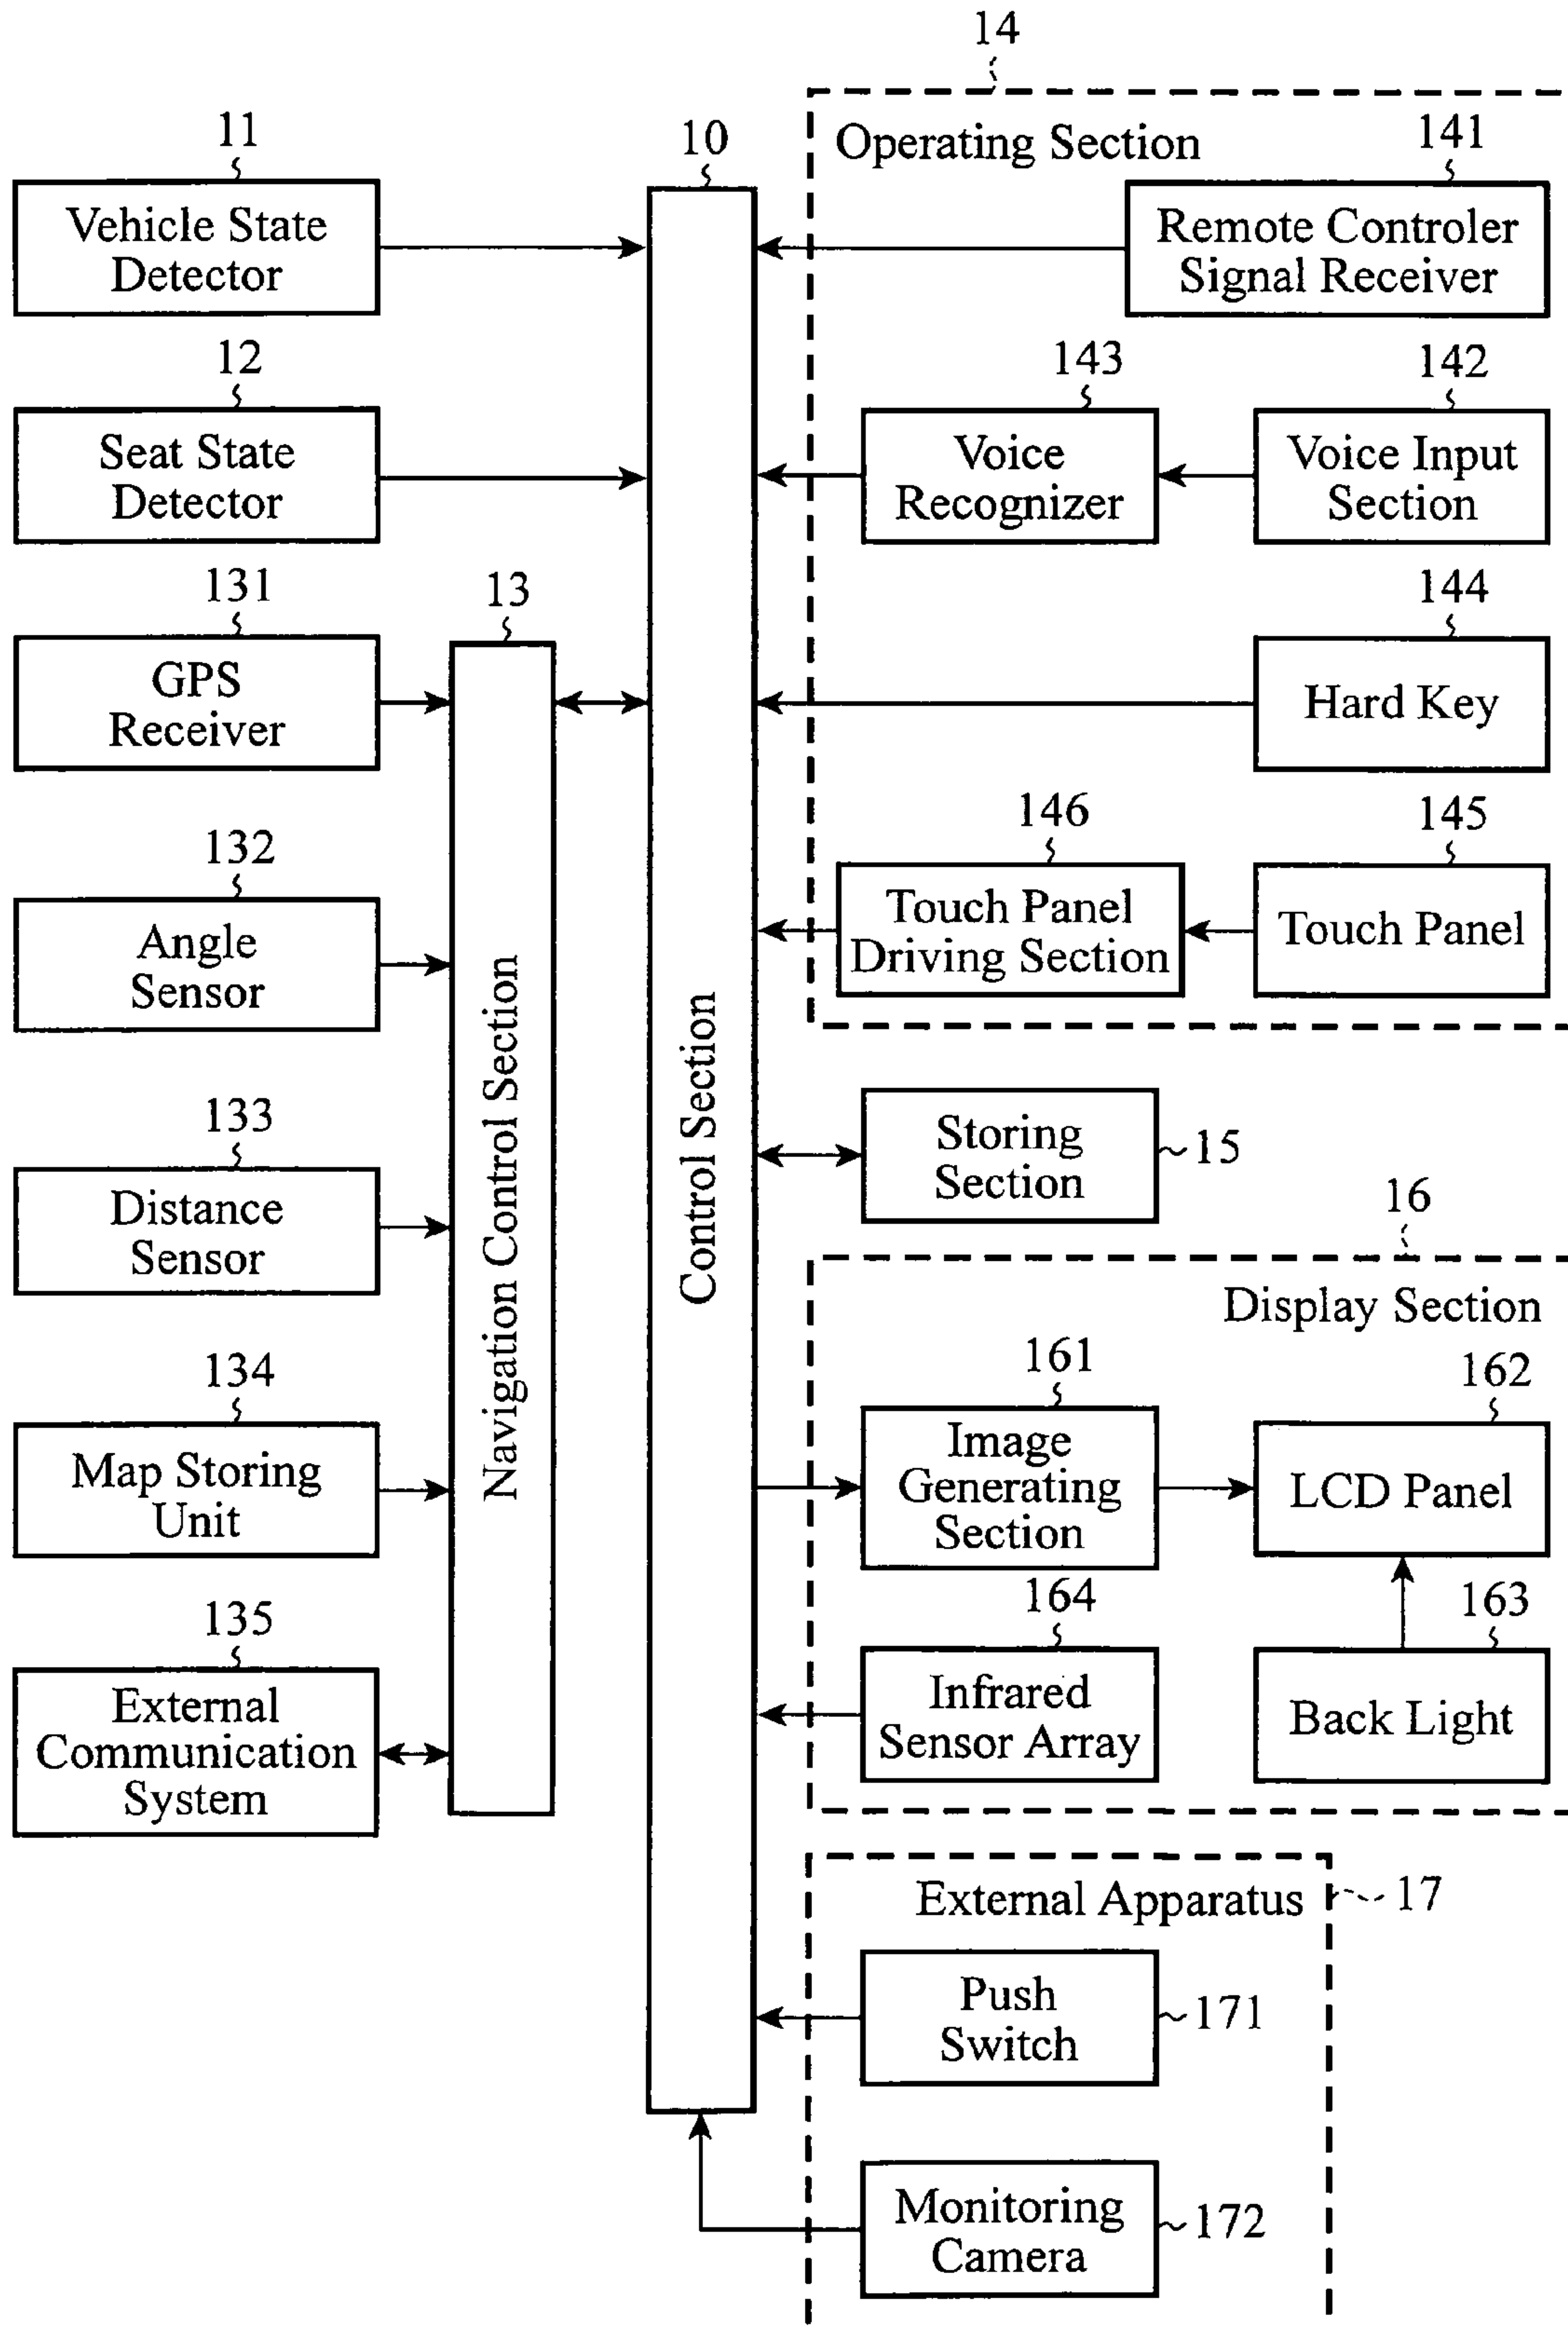 14
11
10
Operating Section
141
Vehicle State
Detector
Remote Controler
Signal Receiver
12
143
142
Seat State
Detector
Voice
Recognizer
Voice Input
Section
131
13
144
GPS
Receiver
Hard Key
132
146
145
Angle
Sensor
Touch Panel
Driving Section
Touch Panel
Navigation Control Section
Control Section
133
Storing
Section
15
Distance
Sensor
16
Display Section
134
161
162
Map Storing
Unit
Image
Generating
Section
LCD Panel
135
164
163
External
Communication
System
Infrared
Sensor Array
Back Light
External Apparatus
17
Push
Switch
171
Monitoring
Camera
172